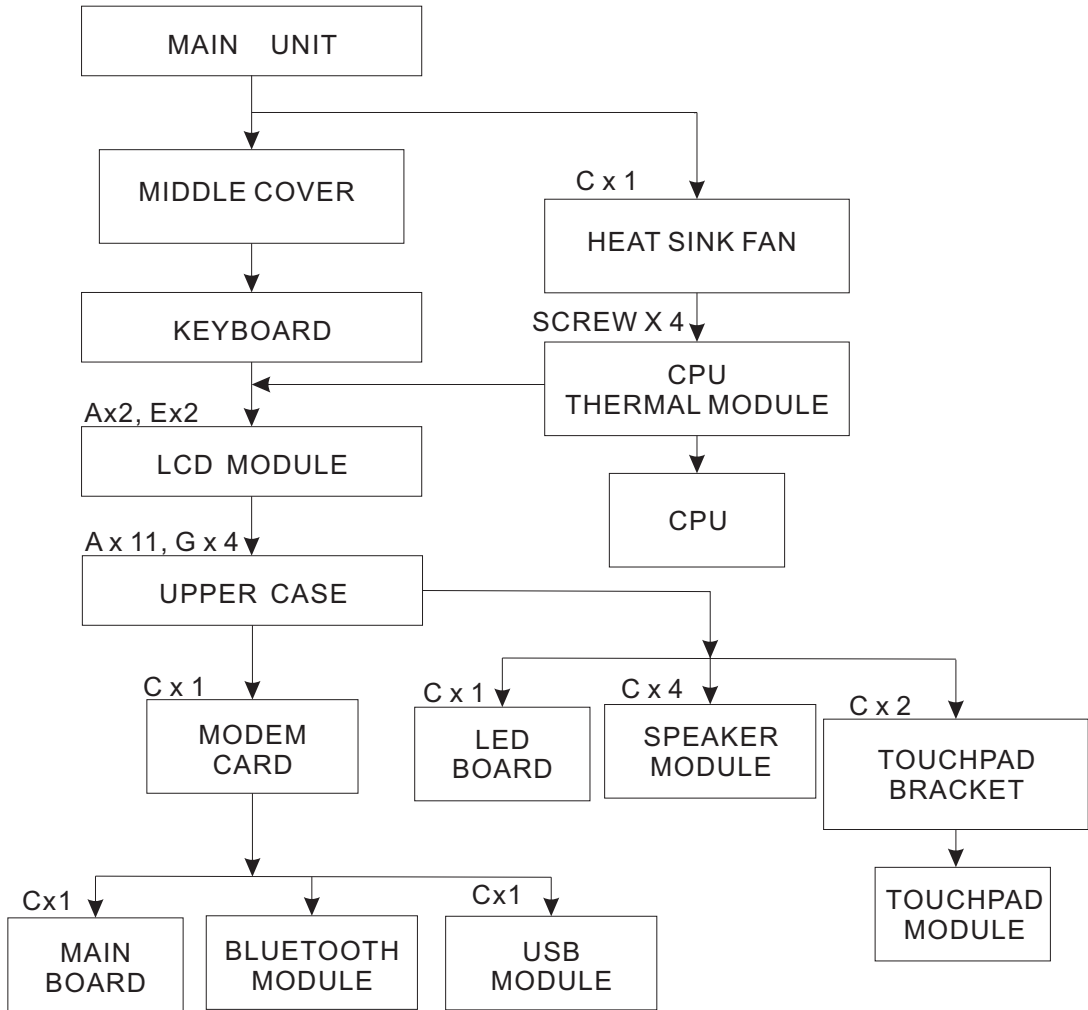 MAIN UNIT
MIDDLE COVER
C x 1
HEAT SINK FAN
KEYBOARD
SCREW X 4
CPU
THERMAL MODULE
Ax2, Ex2
LCD MODULE
CPU
A x 11, G x 4
UPPER CASE
C x 1
MODEM
CARD
C x 1
LED
BOARD
C x 4
SPEAKER
MODULE
C x 2
TOUCHPAD
BRACKET
TOUCHPAD
MODULE
Cx1
MAIN
BOARD
BLUETOOTH
MODULE
Cx1
USB
MODULE